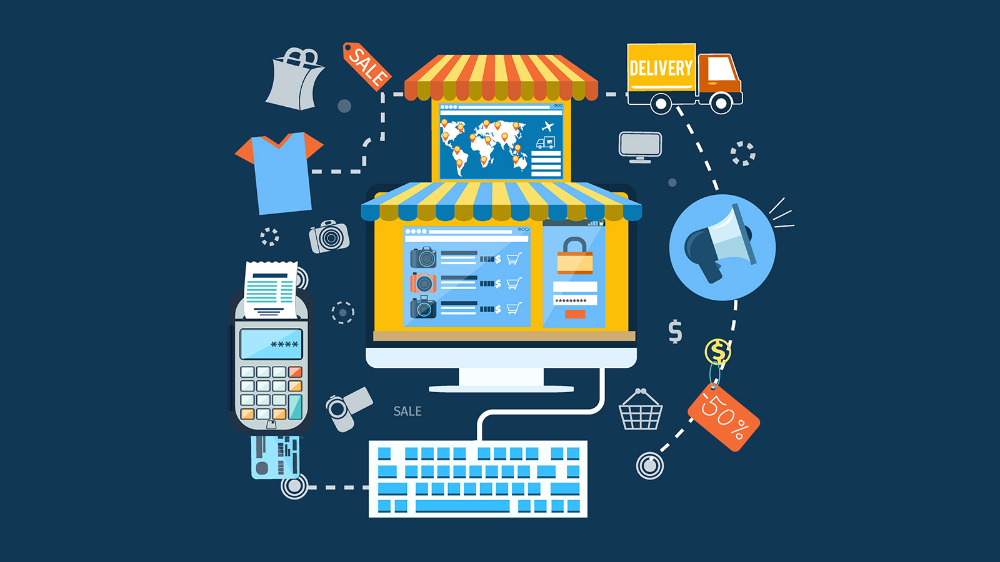 SALE
DELIVERY
$
$
$
*********
****
$
$
-50%
SALE